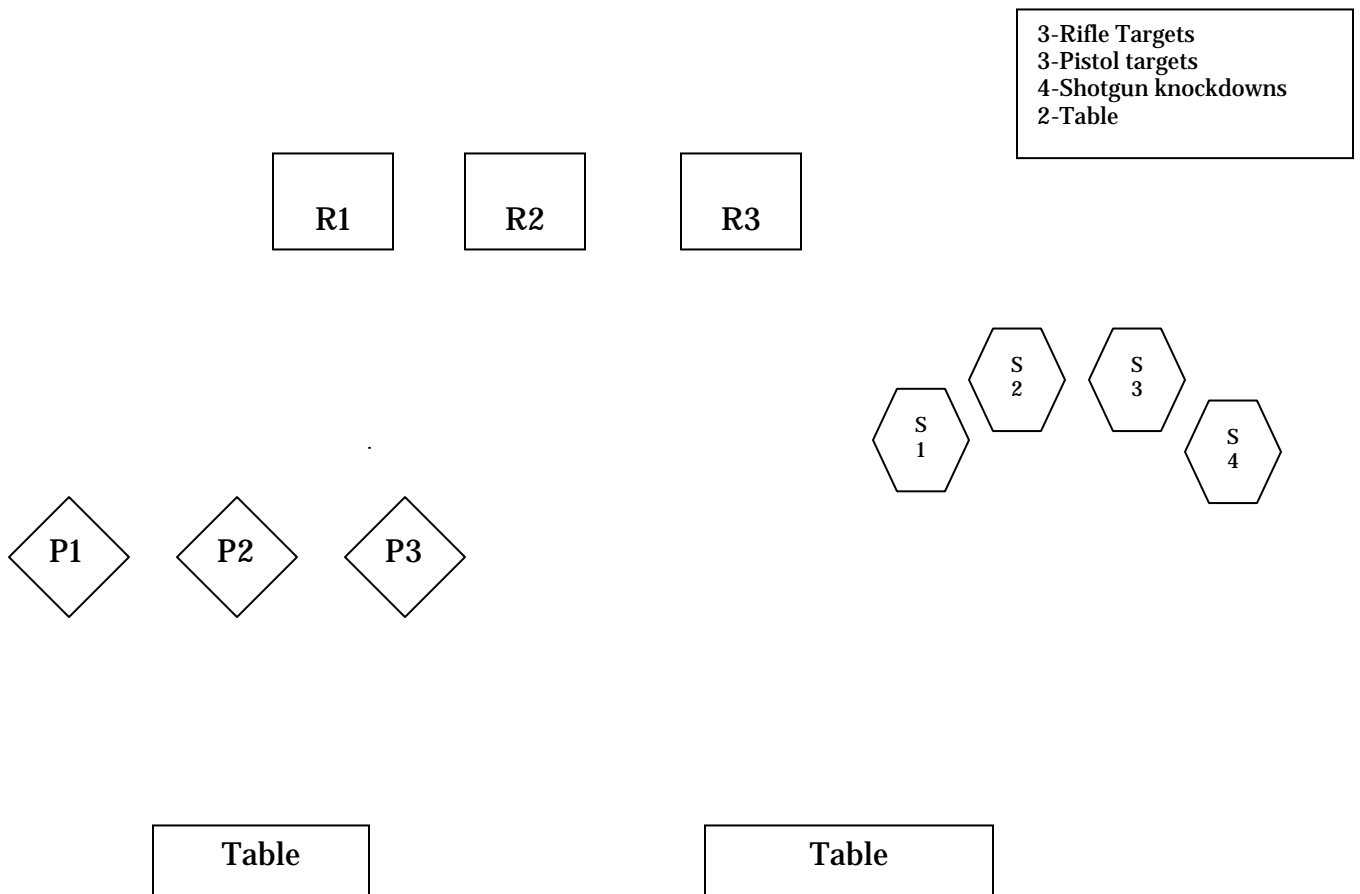 3-Rifle Targets
3-Pistol targets
4-Shotgun knockdowns
2-Table
R1 R2 R3
S
2
S
3
S
1
S
4
P1 P2 P3
Table Table